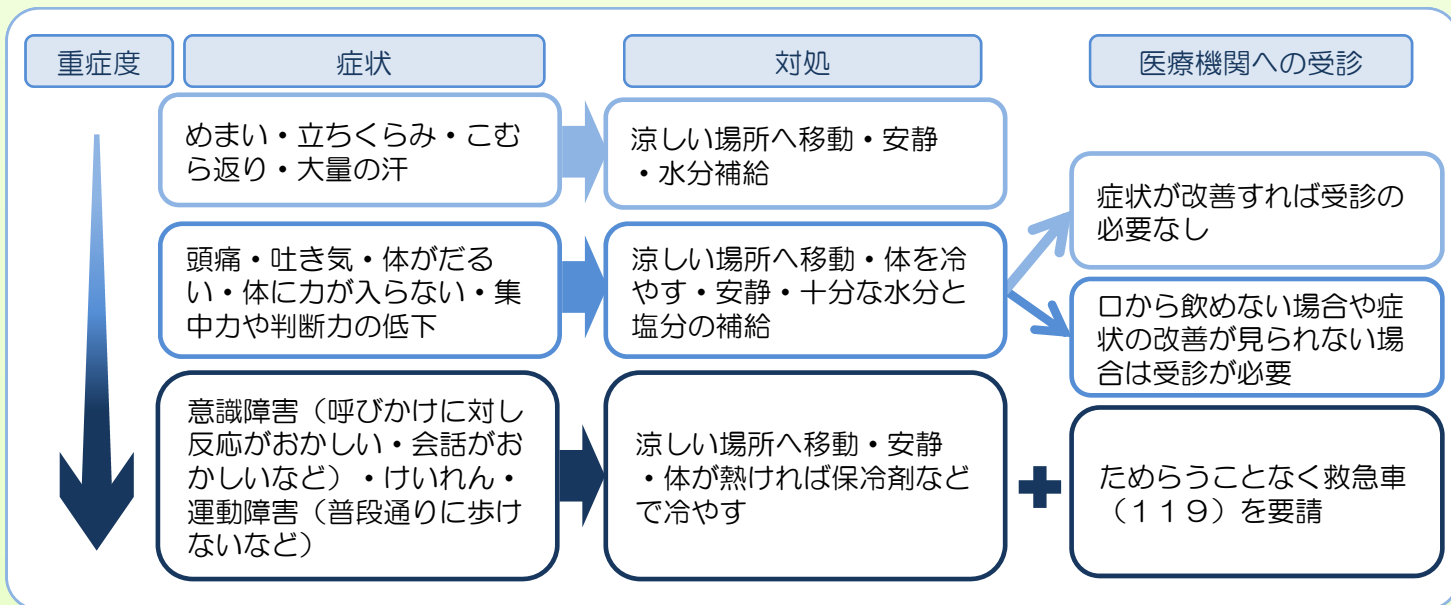 重症度
症状
対処
医療機関への受診
めまい・立ちくらみ・こむ
ら返り・大量の汗
涼しい場所へ移動・安静
・水分補給
頭痛・吐き気・体がだる
い・体に力が入らない・集
中力や判断力の低下
涼しい場所へ移動・体を冷
やす・安静・十分な水分と
塩分の補給
症状が改善すれば受診の
必要なし
口から飲めない場合や症
状の改善が見られない場
合は受診が必要
意識障害（呼びかけに対し
反応がおかしい・会話がお
かしいなど）・けいれん・
運動障害（普段通りに歩け
ないなど）
涼しい場所へ移動・安静
・体が熱ければ保冷剤など
で冷やす
ためらうことなく救急車
（１１９）を要請